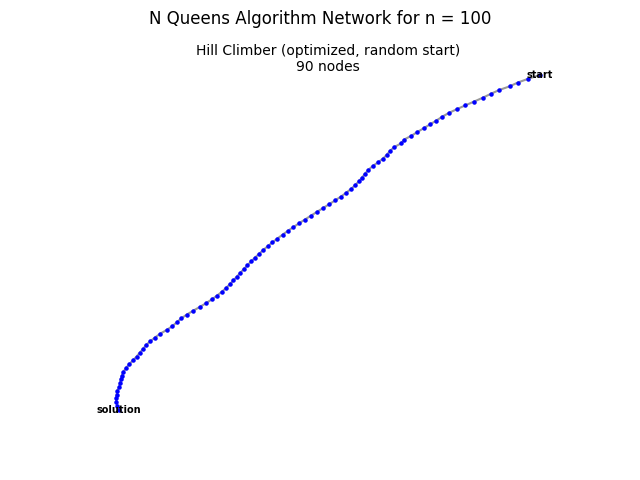 N Queens Algorithm Network for n = 100
Hill Climber (optimized, random start)
90 nodes
start
solution